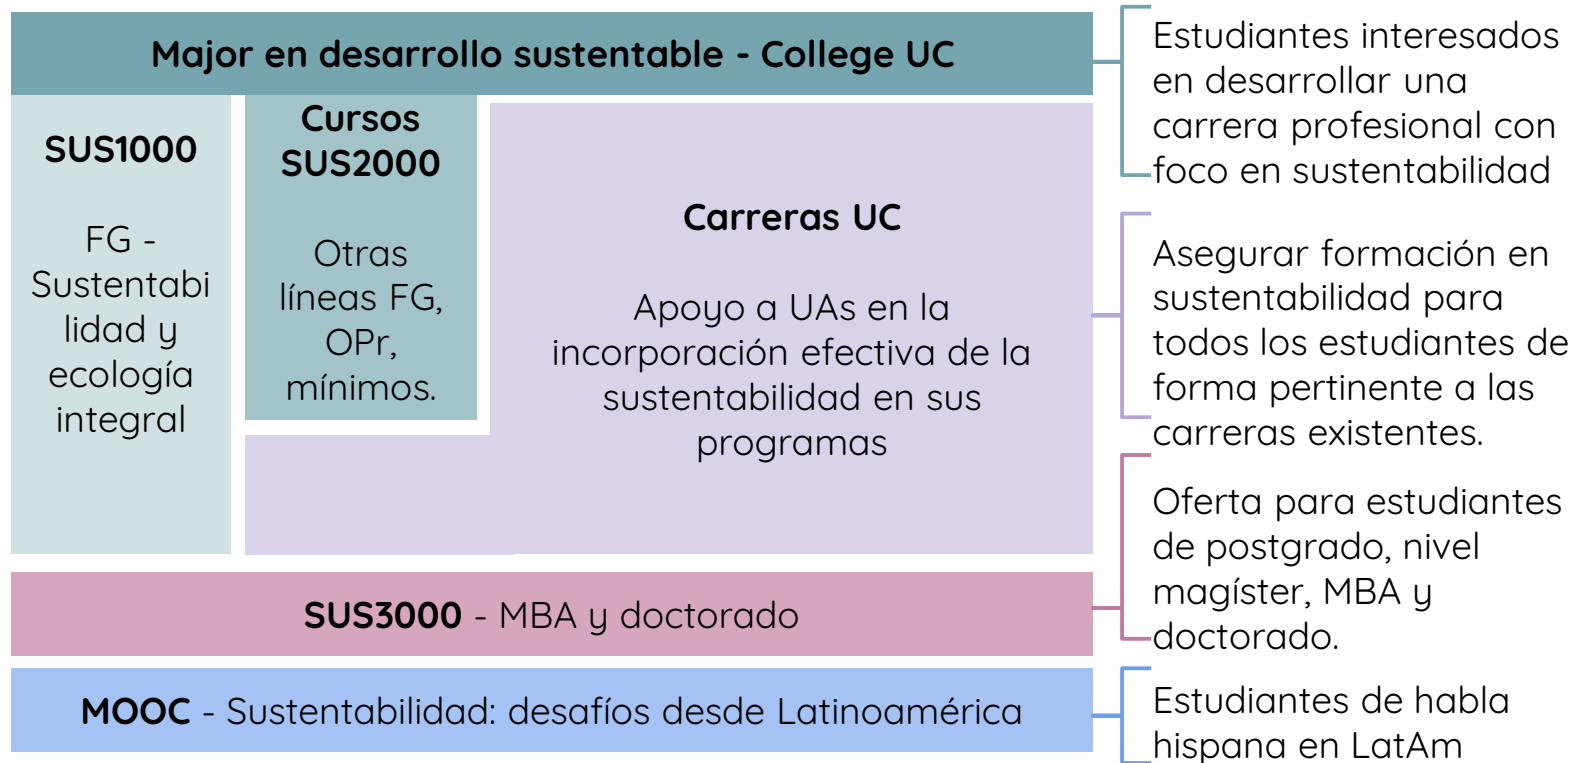 Major en desarrollo sustentable - College UC
SUS1000
FG -
Sustentabi
lidad y
ecología
integral
Cursos
SUS2000
Otras
líneas FG,
OPr,
mínimos.
Carreras UC
Apoyo a UAs en la
incorporación efectiva de la
sustentabilidad en sus
programas
SUS3000 - MBA y doctorado
MOOC - Sustentabilidad: desafíos desde Latinoamérica
Estudiantes interesados
en desarrollar una
carrera profesional con
foco en sustentabilidad
Asegurar formación en
sustentabilidad para
todos los estudiantes de
forma pertinente a las
carreras existentes.
Oferta para estudiantes
de postgrado, nivel
magíster, MBA y
doctorado.
Estudiantes de habla
hispana en LatAm